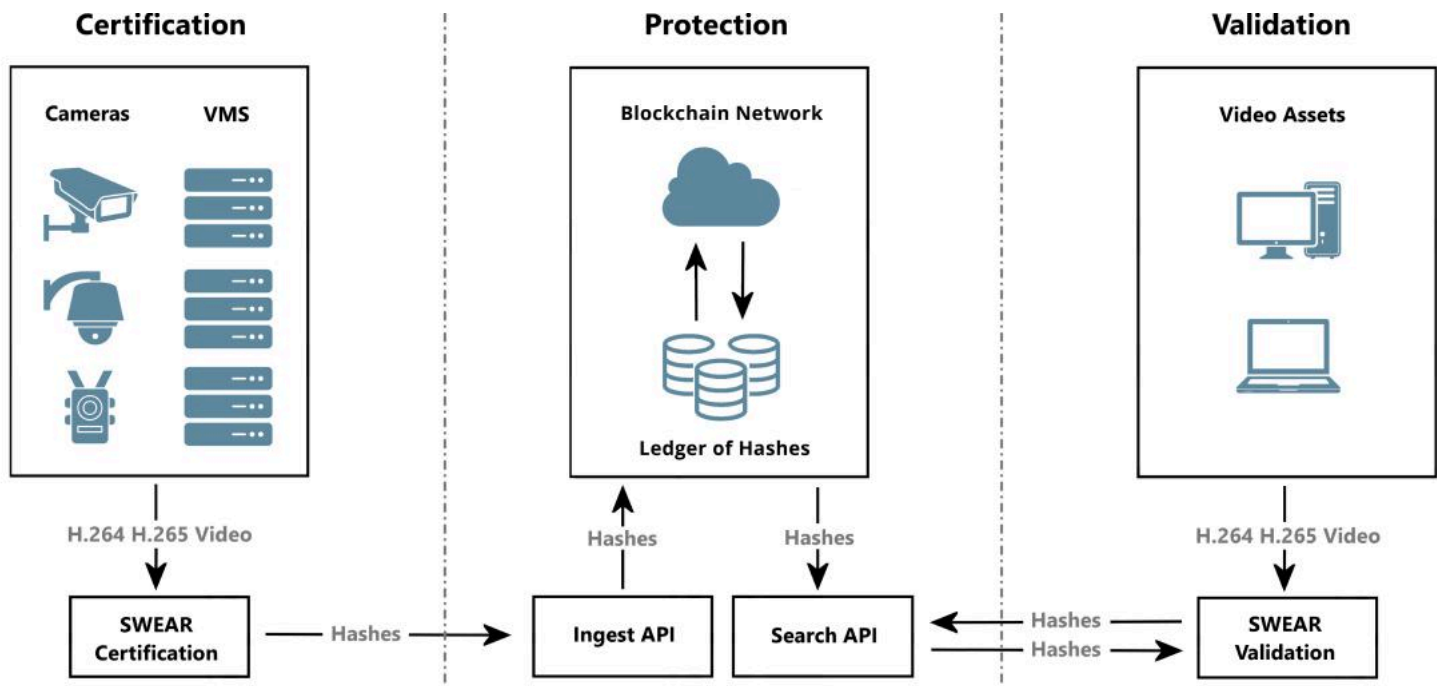 Certification
Protection
Validation
Cameras
VMS
Blockchain Network
Video Assets
Ledger of Hashes
H.264 H.265 Video
Hashes
Hashes
H.264 H.265 Video
SWEAR
Certification
Hashes
Ingest API
Search API
Hashes
Hashes
SWEAR
Validation